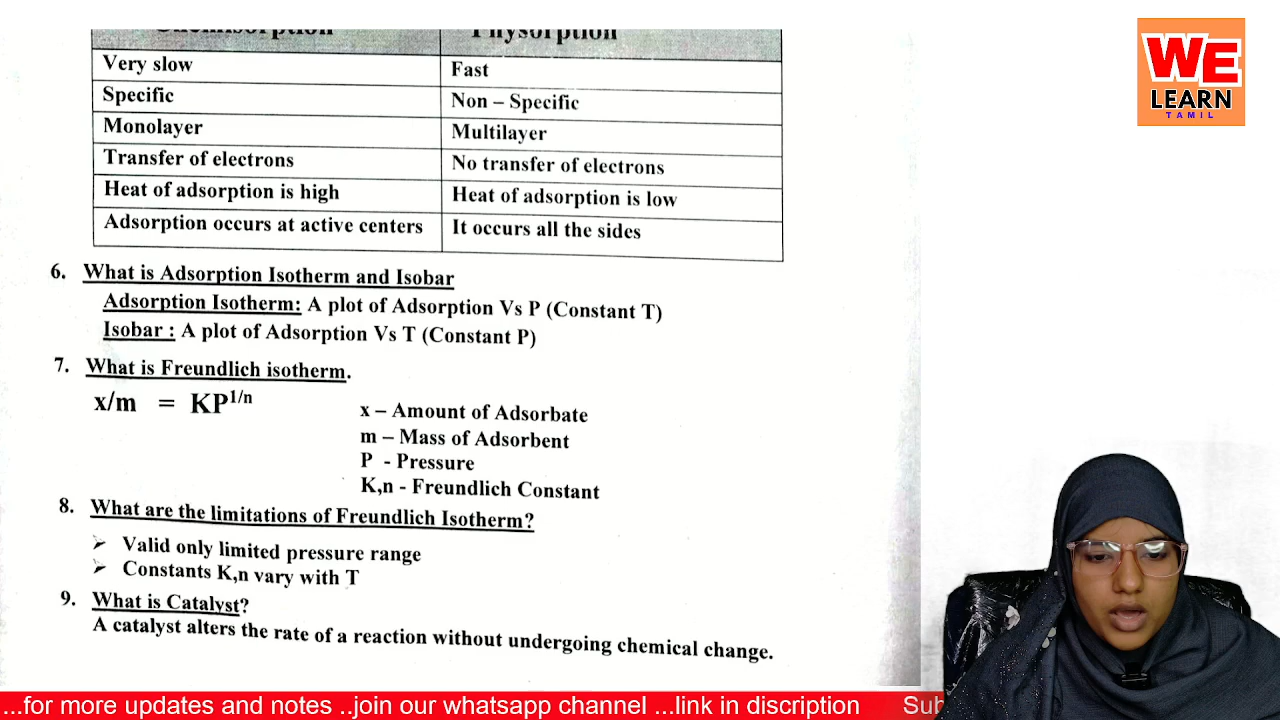 Chemisorption Physorption
Very slow Fast
Specific Non – Specific
Monolayer Multilayer
Transfer of electrons No transfer of electrons
Heat of adsorption is high Heat of adsorption is low
Adsorption occurs at active centers It occurs all the sides
6. What is Adsorption Isotherm and Isobar
Adsorption Isotherm: A plot of Adsorption Vs P (Constant T)
Isobar : A plot of Adsorption Vs T (Constant P)
7. What is Freundlich isotherm.
x/m = KP^1/n
x – Amount of Adsorbate
m – Mass of Adsorbent
P - Pressure
K,n - Freundlich Constant
8. What are the limitations of Freundlich Isotherm?
➢ Valid only limited pressure range
➢ Constants K,n vary with T
9. What is Catalyst?
A catalyst alters the rate of a reaction without undergoing chemical change.
WE
LEARN
TAMIL
...for more updates and notes ..join our whatsapp channel ...link in discription Sub